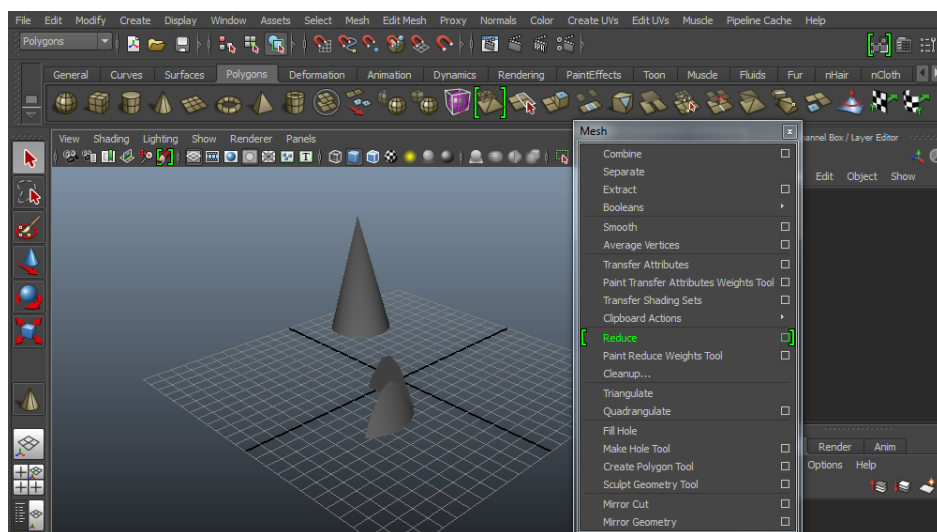 File Edit Modify Create Display Window Assets Select Mesh Edit Mesh Proxy Normals Color Create UVs Edit UVs Muscle Pipeline Cache Help
Polygons
General Curves Surfaces Polygons Deformation Animation Dynamics Rendering PaintEffects Toon Muscle Fluids Fur nHair nCloth
View Shading Lighting Show Renderer Panels
Mesh
annel Box / Layer Editor
Combine
Separate
Edit Object Show
Extract
Booleans
Smooth
Average Vertices
Transfer Attributes
Paint Transfer Attributes Weights Tool
Transfer Shading Sets
Clipboard Actions
Reduce
Paint Reduce Weights Tool
Cleanup...
Triangulate
Quadrangulate
Fill Hole
Make Hole Tool
Render Anim
Create Polygon Tool
Options Help
Sculpt Geometry Tool
Mirror Cut
Mirror Geometry